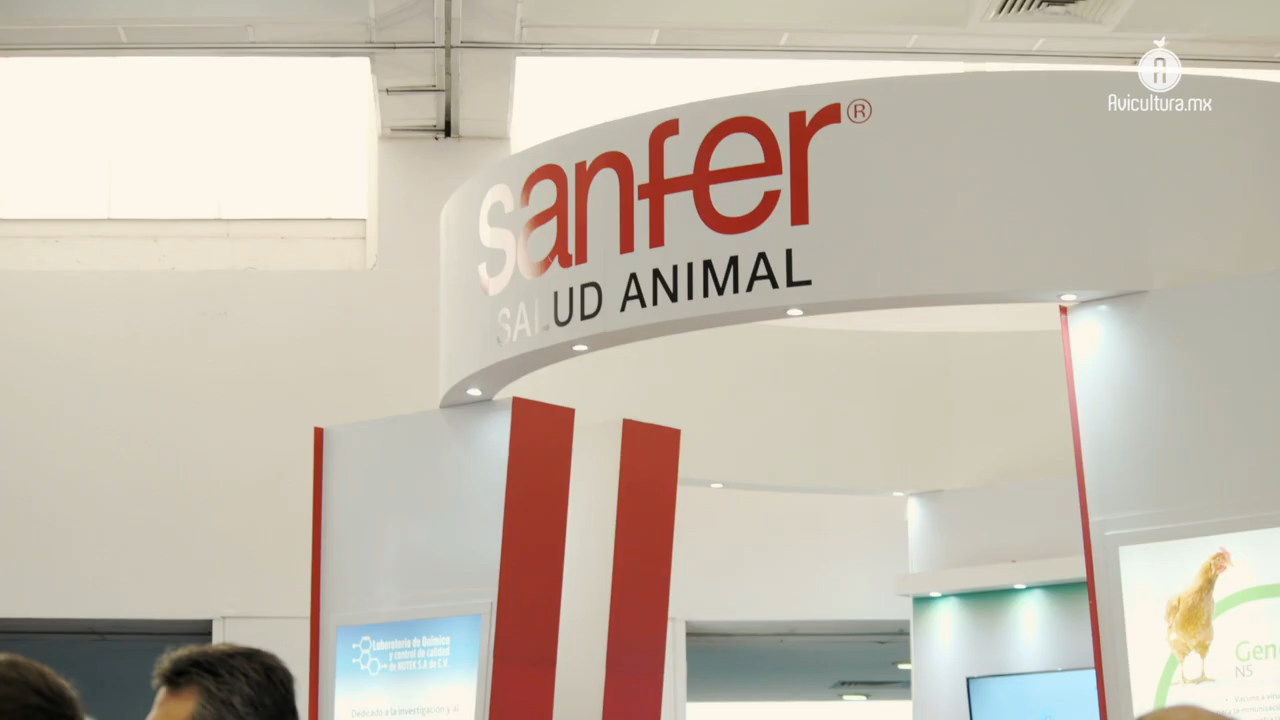 Avicultura.mx
sanfer®
SALUD ANIMAL
Laboratorio de Química
y control de calidad
de NUTEK S.A de C.V.
Dedicado a la investigación y al
N5